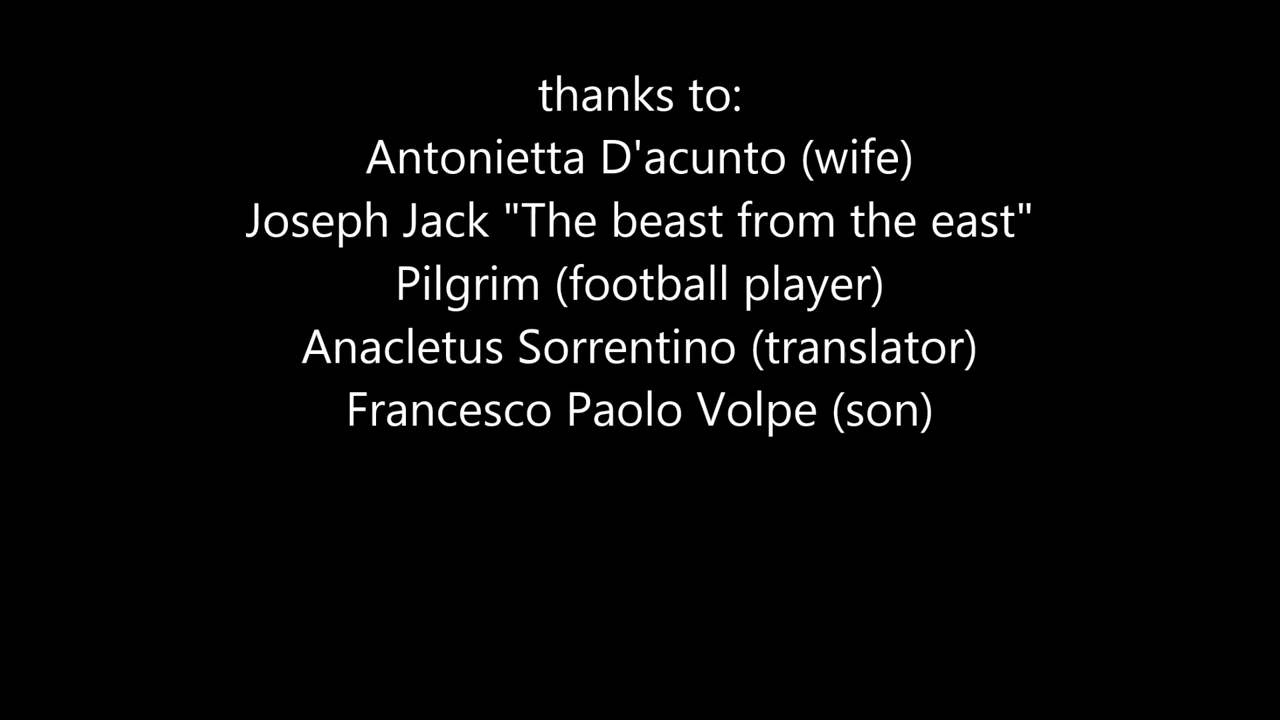 thanks to:
Antonietta D'acunto (wife)
Joseph Jack "The beast from the east"
Pilgrim (football player)
Anacletus Sorrentino (translator)
Francesco Paolo Volpe (son)